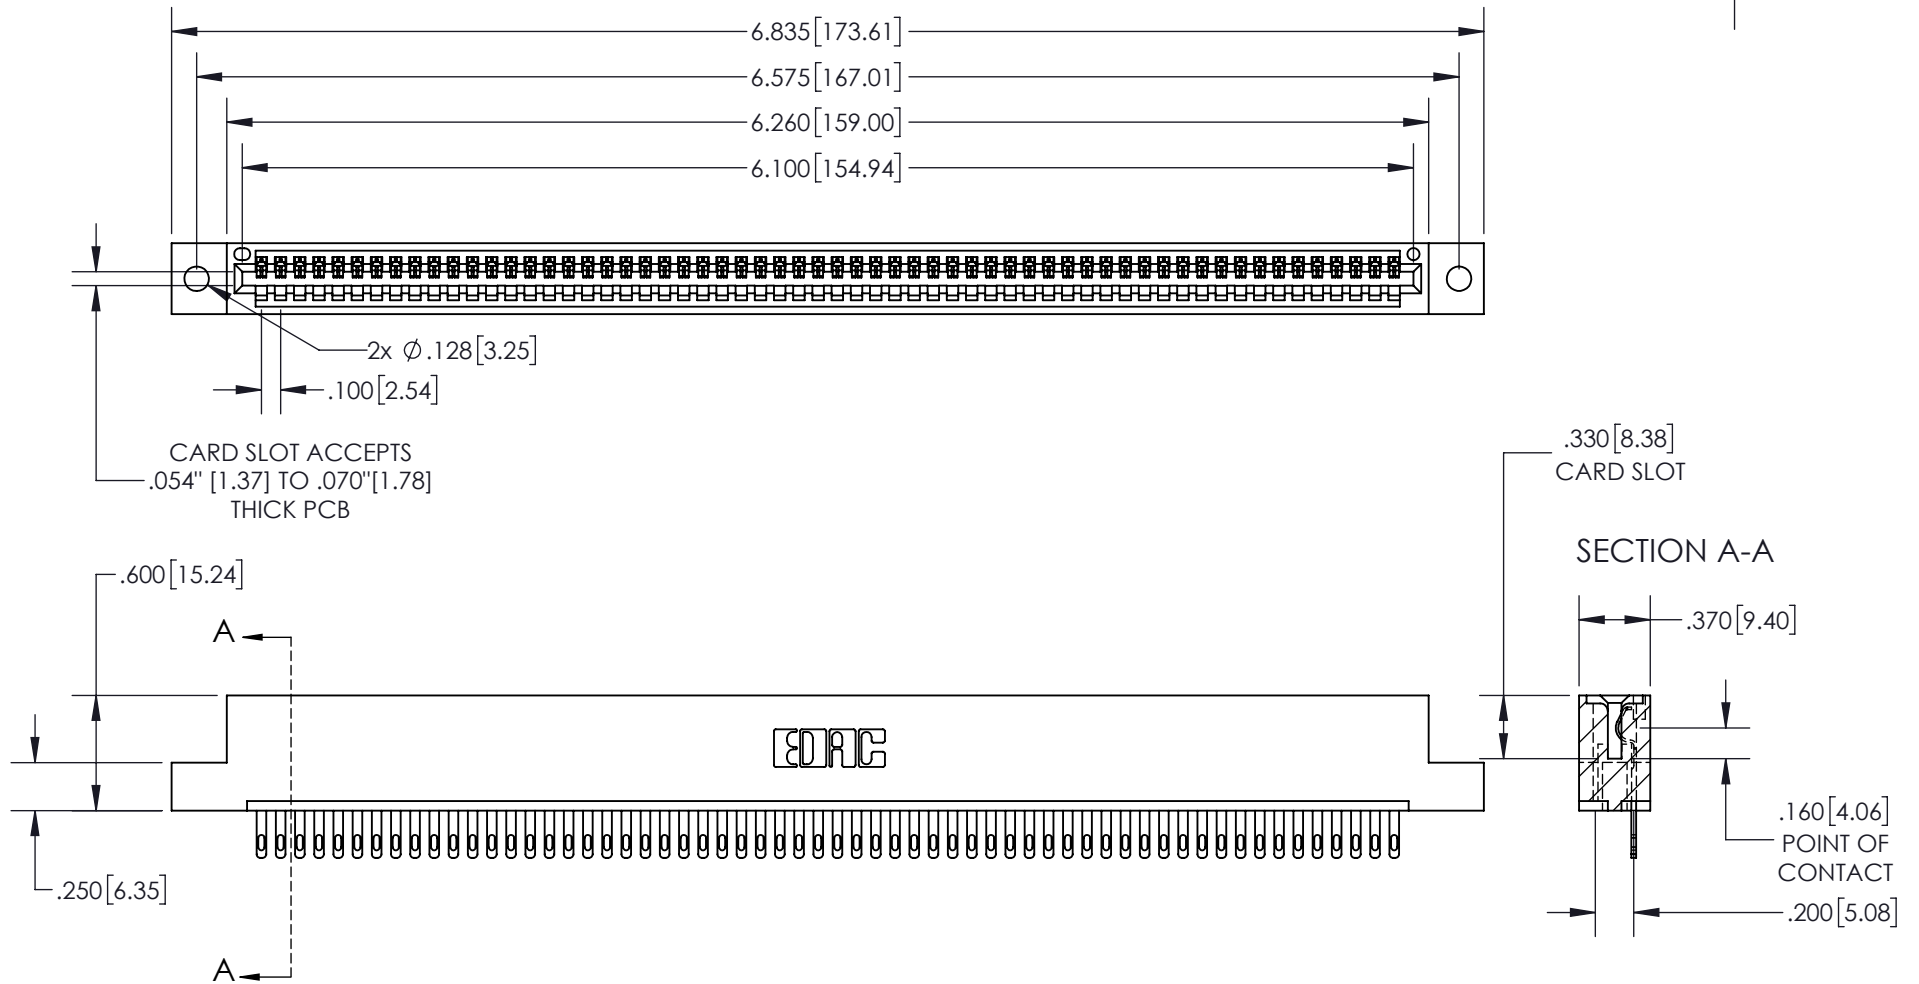 6.835[173.61]
6.575[167.01]
6.260[159.00]
6.100[154.94]
2x Ø.128[3.25]
.100[2.54]
CARD SLOT ACCEPTS
.054" [1.37] TO .070"[1.78]
THICK PCB
.330[8.38]
CARD SLOT
SECTION A-A
.600[15.24]
.370[9.40]
A
EDAC
.160[4.06]
POINT OF
CONTACT
.250[6.35]
.200[5.08]
A